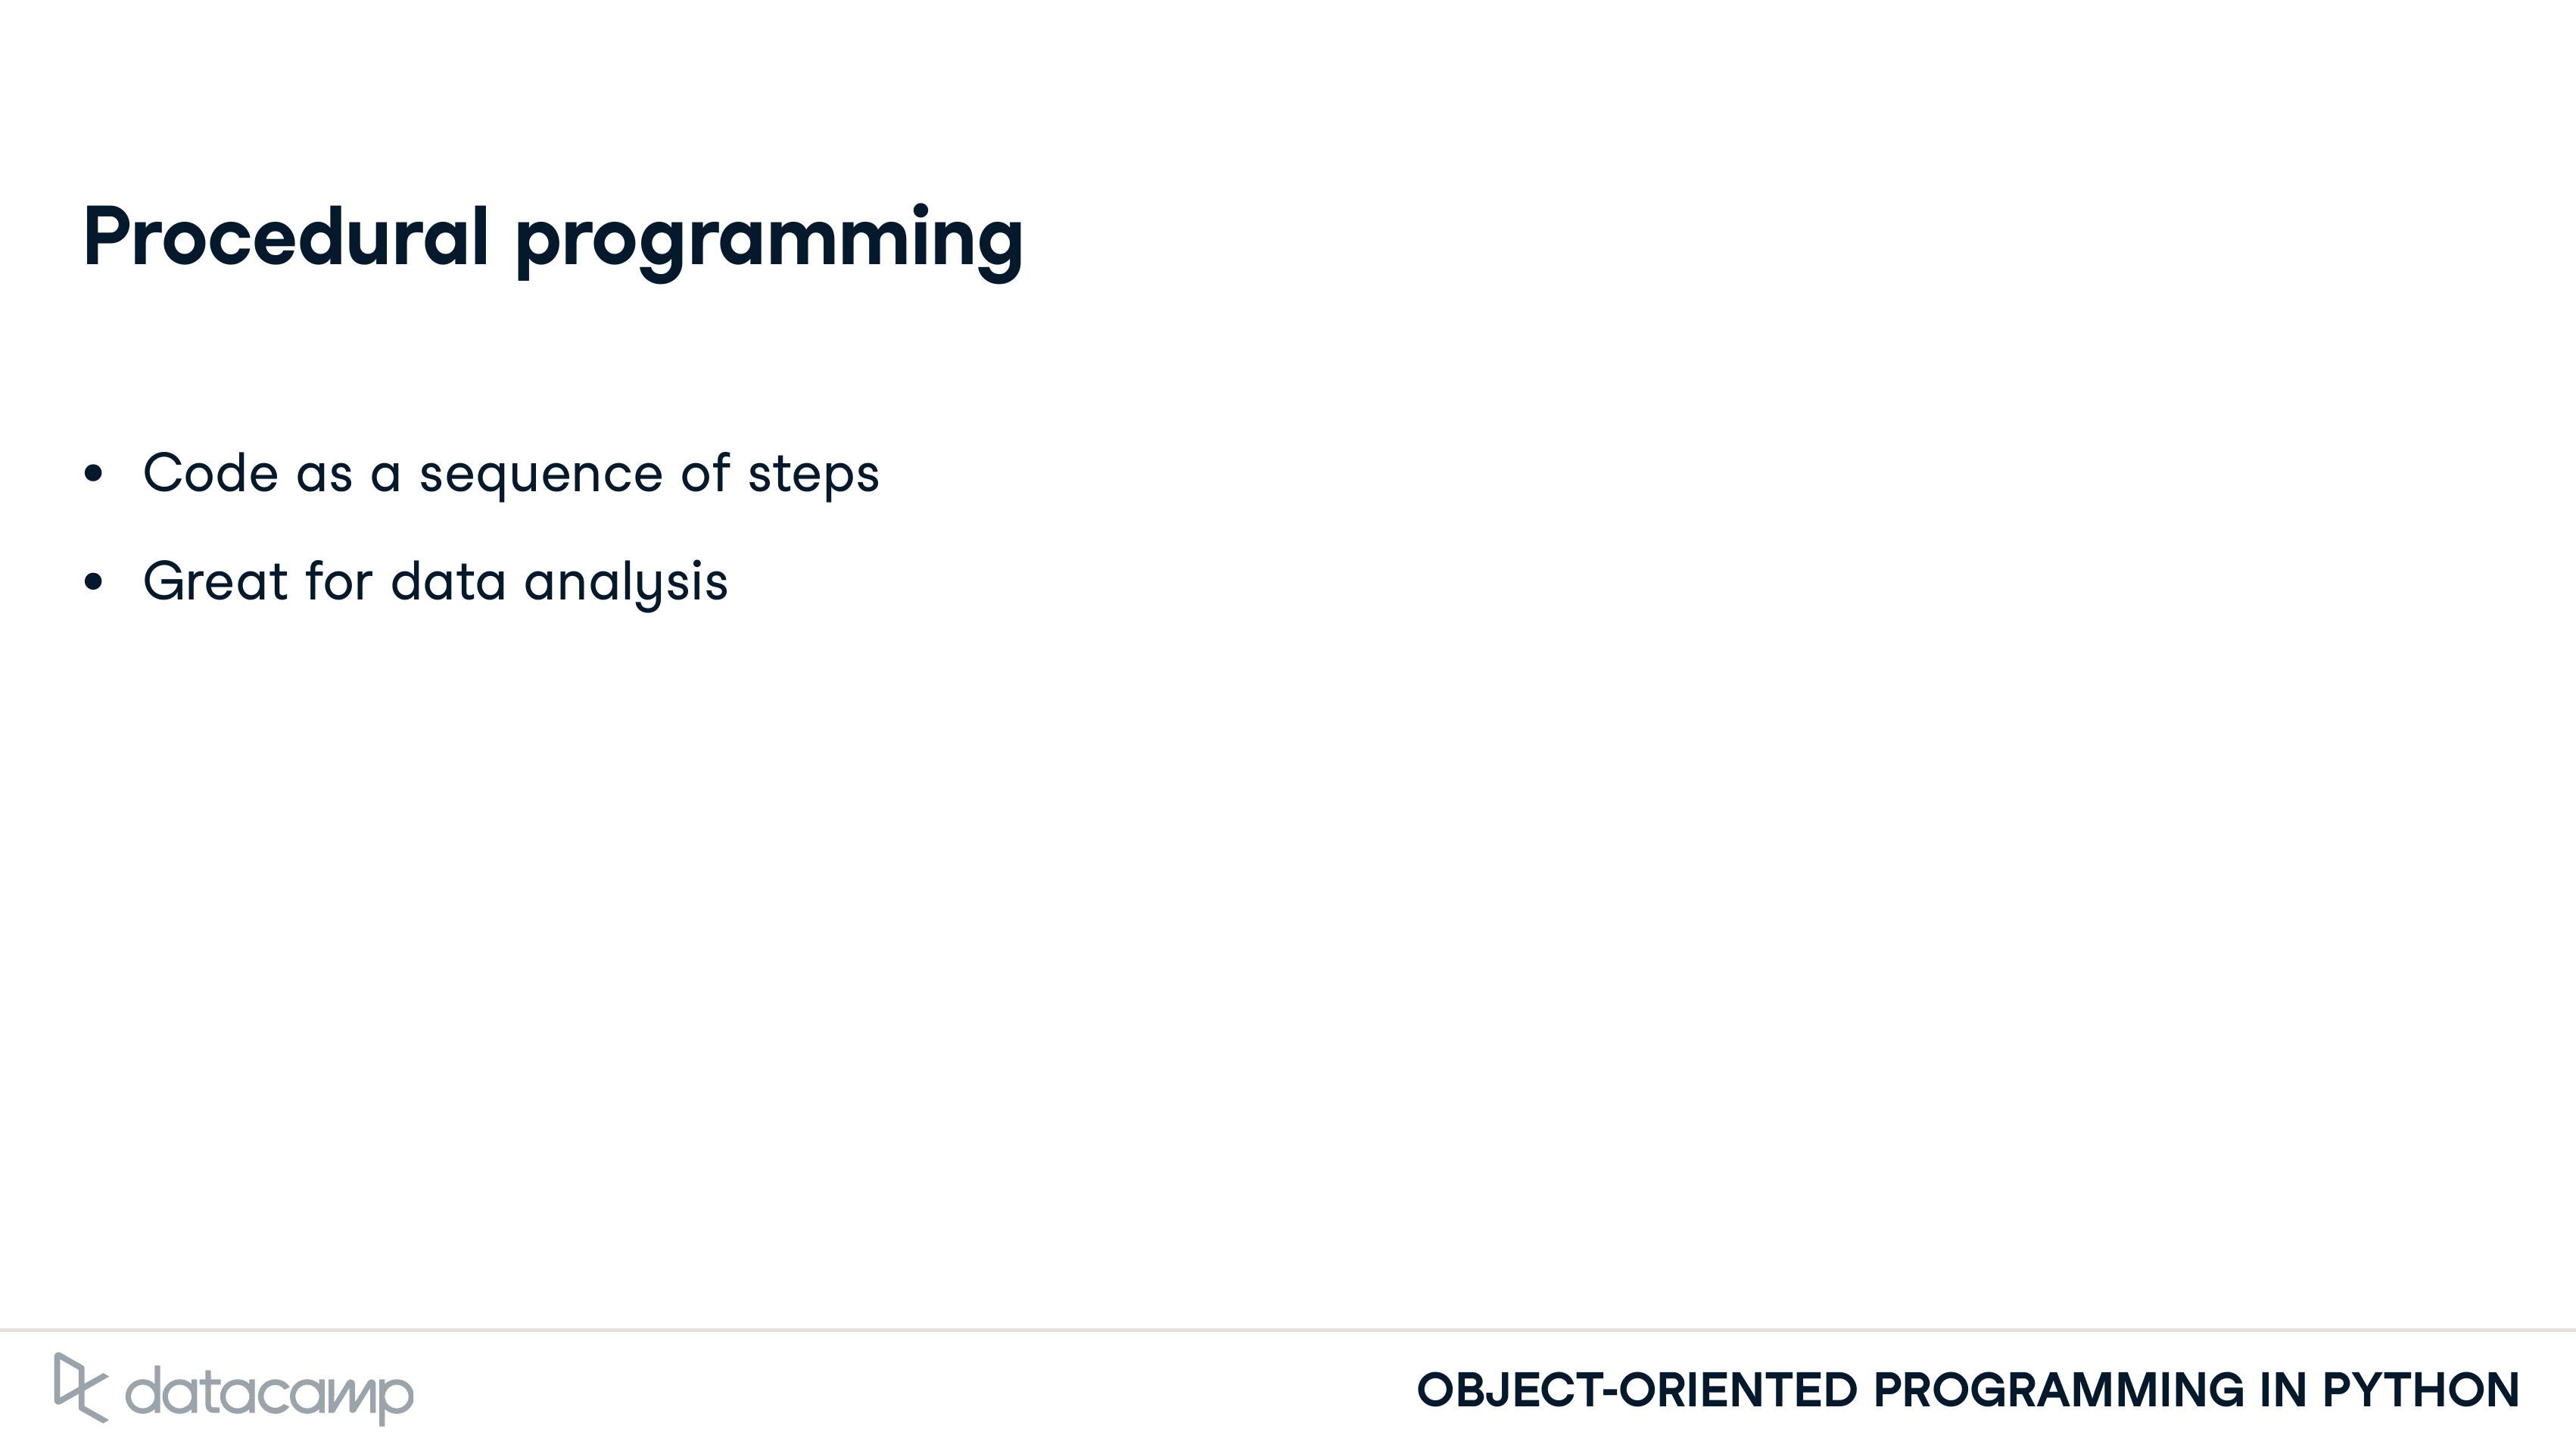 Procedural programming
• Code as a sequence of steps
• Great for data analysis
datacamp
OBJECT-ORIENTED PROGRAMMING IN PYTHON